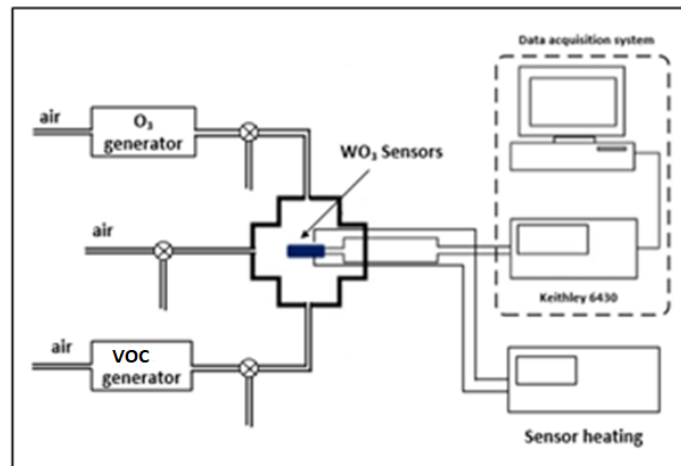 Data acquisition system
air
O₃
generator
WO₃ Sensors
air
Keithley 6430
air
VOC
generator
Sensor heating